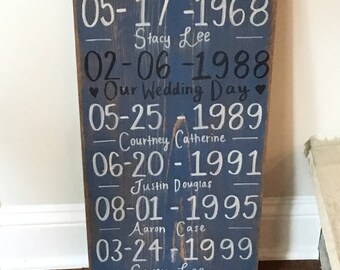 05-17-1968
Stacy Lee
02-06-1988
♥ Our Wedding Day ♥
05-25-1989
Courtney Catherine
06-20-1991
Justin Douglas
08-01-1995
Aaron Case
03-24-1999
Lee